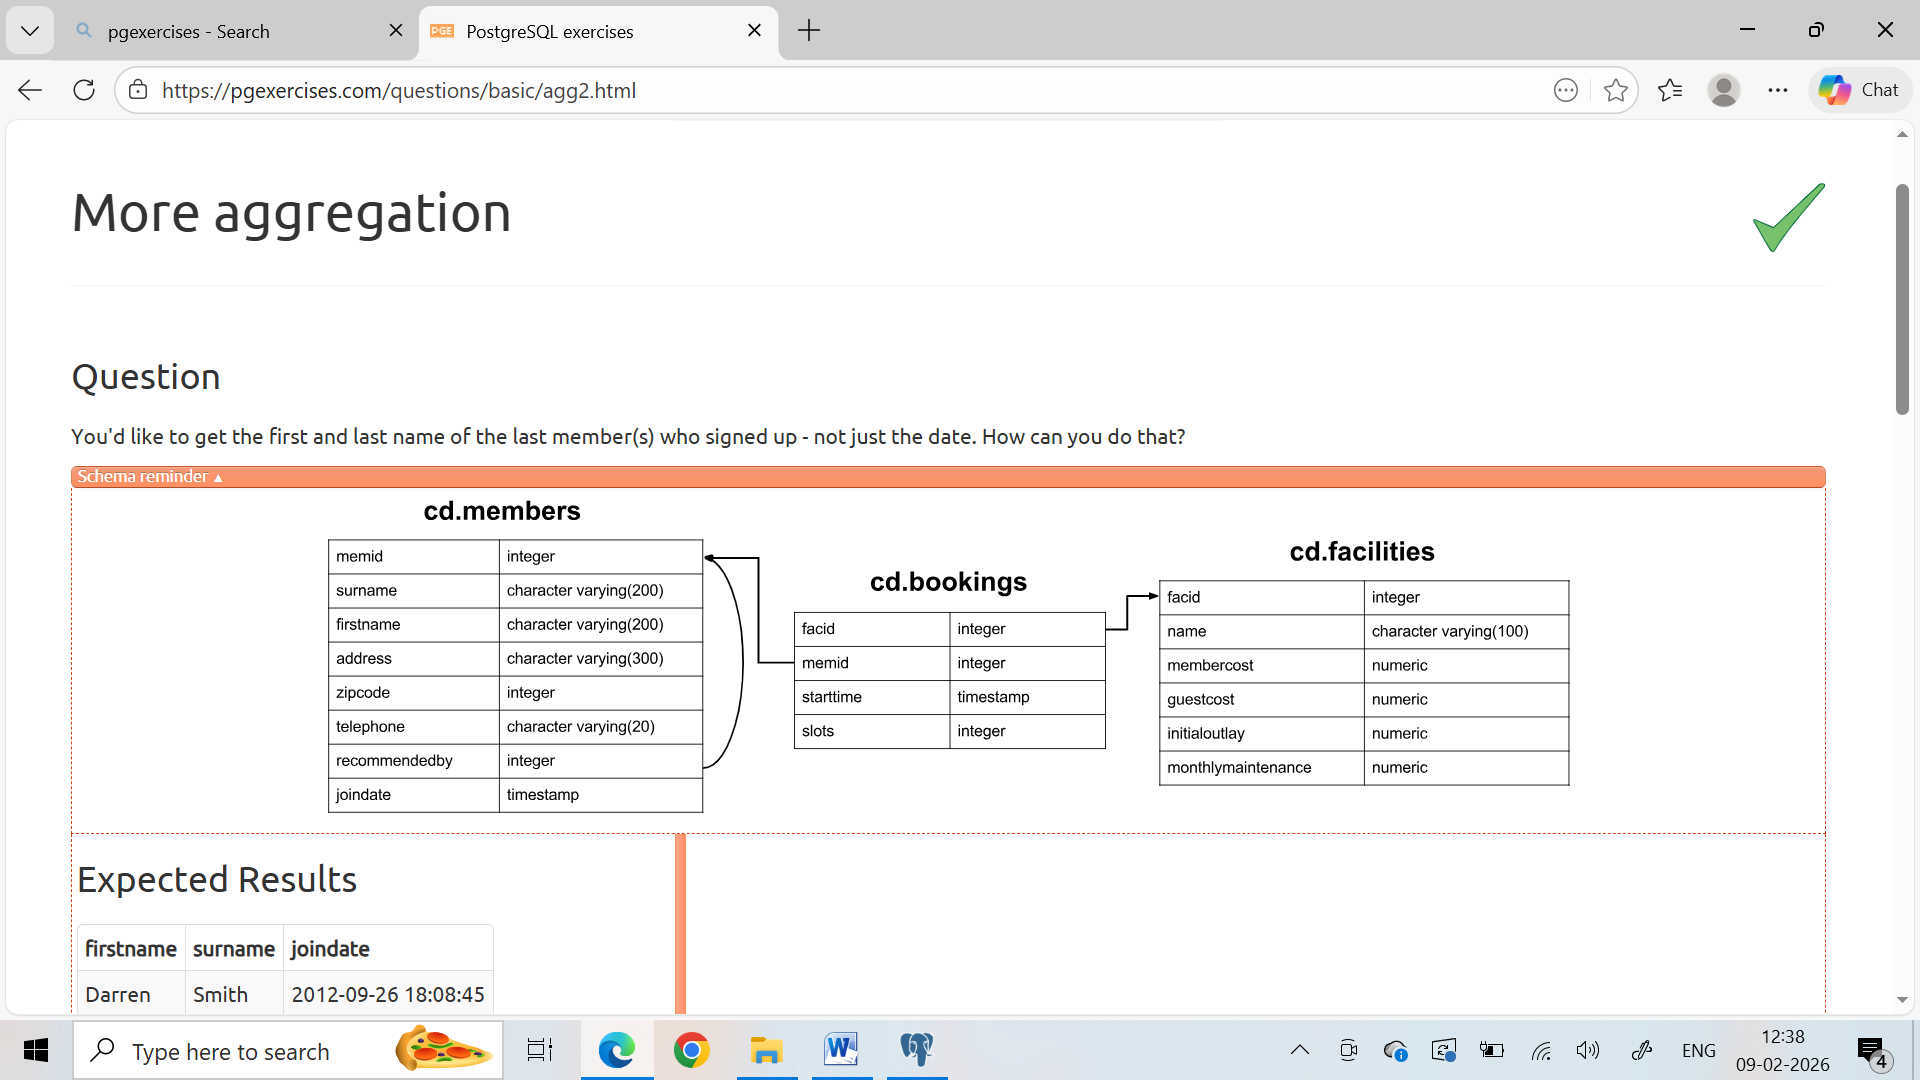 pgexercises - Search
PGE PostgreSQL exercises
https://pgexercises.com/questions/basic/agg2.html
Chat
More aggregation
Question
You'd like to get the first and last name of the last member(s) who signed up - not just the date. How can you do that?
Schema reminder ▲
cd.members
memid integer
surname character varying(200)
firstname character varying(200)
address character varying(300)
zipcode integer
telephone character varying(20)
recommendedby integer
joindate timestamp
cd.bookings
facid integer
memid integer
starttime timestamp
slots integer
cd.facilities
facid integer
name character varying(100)
membercost numeric
guestcost numeric
initialoutlay numeric
monthlymaintenance numeric
Expected Results
firstname surname joindate
Darren Smith 2012-09-26 18:08:45
Type here to search
W
ENG
12:38
09-02-2026
4